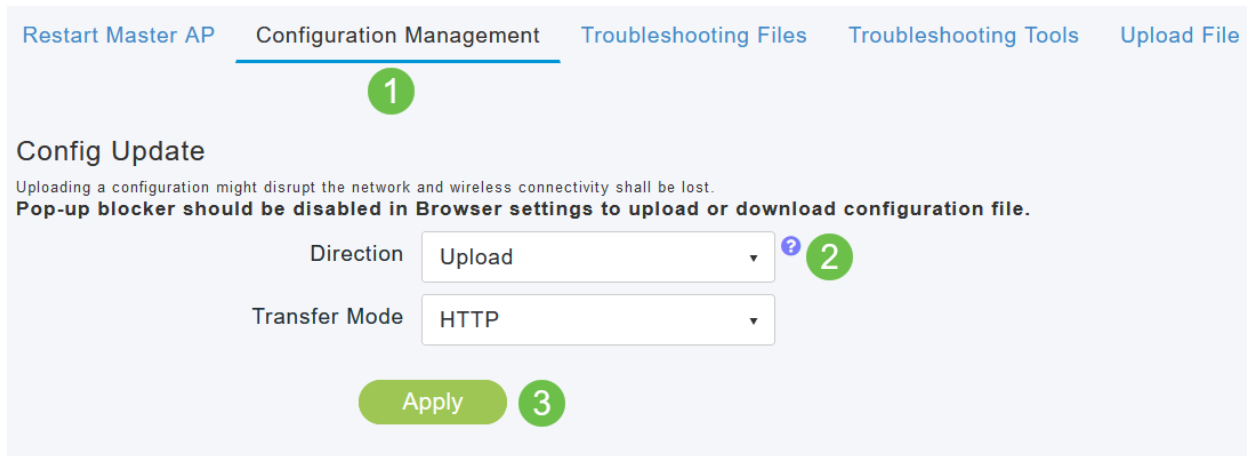 Restart Master AP Configuration Management Troubleshooting Files Troubleshooting Tools Upload File
1
Config Update
Uploading a configuration might disrupt the network and wireless connectivity shall be lost.
Pop-up blocker should be disabled in Browser settings to upload or download configuration file.
Direction Upload ? 2
Transfer Mode HTTP
Apply 3